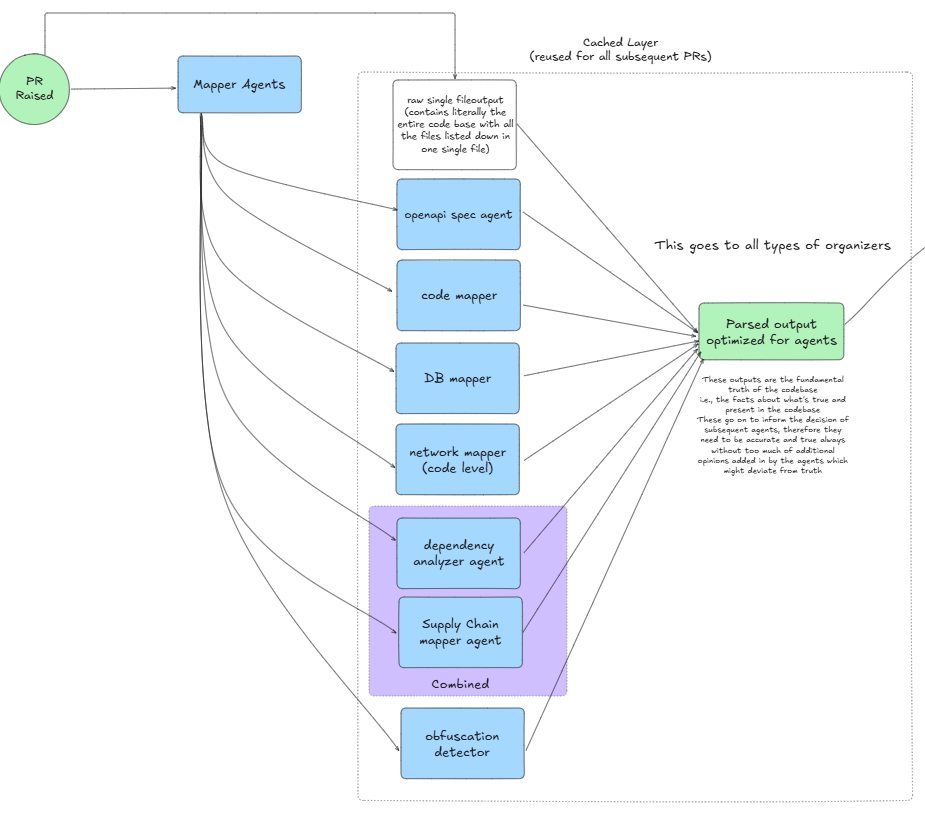 Cached Layer
(reused for all subsequent PRs)
PR
Raised
Mapper Agents
raw single fileoutput
(contains literally the
entire code base with all
the files listed down in
one single file)
openapi spec agent
code mapper
DB mapper
network mapper
(code level)
dependency
analyzer agent
Supply Chain
mapper agent
Combined
obfuscation
detector
This goes to all types of organizers
Parsed output
optimized for agents
These outputs are the fundamental
truth of the codebase
i.e., the facts about what's true and
present in the codebase
These go on to inform the decision of
subsequent agents, therefore they
need to be accurate and true always
without too much of additional
opinions added in by the agents which
might deviate from truth